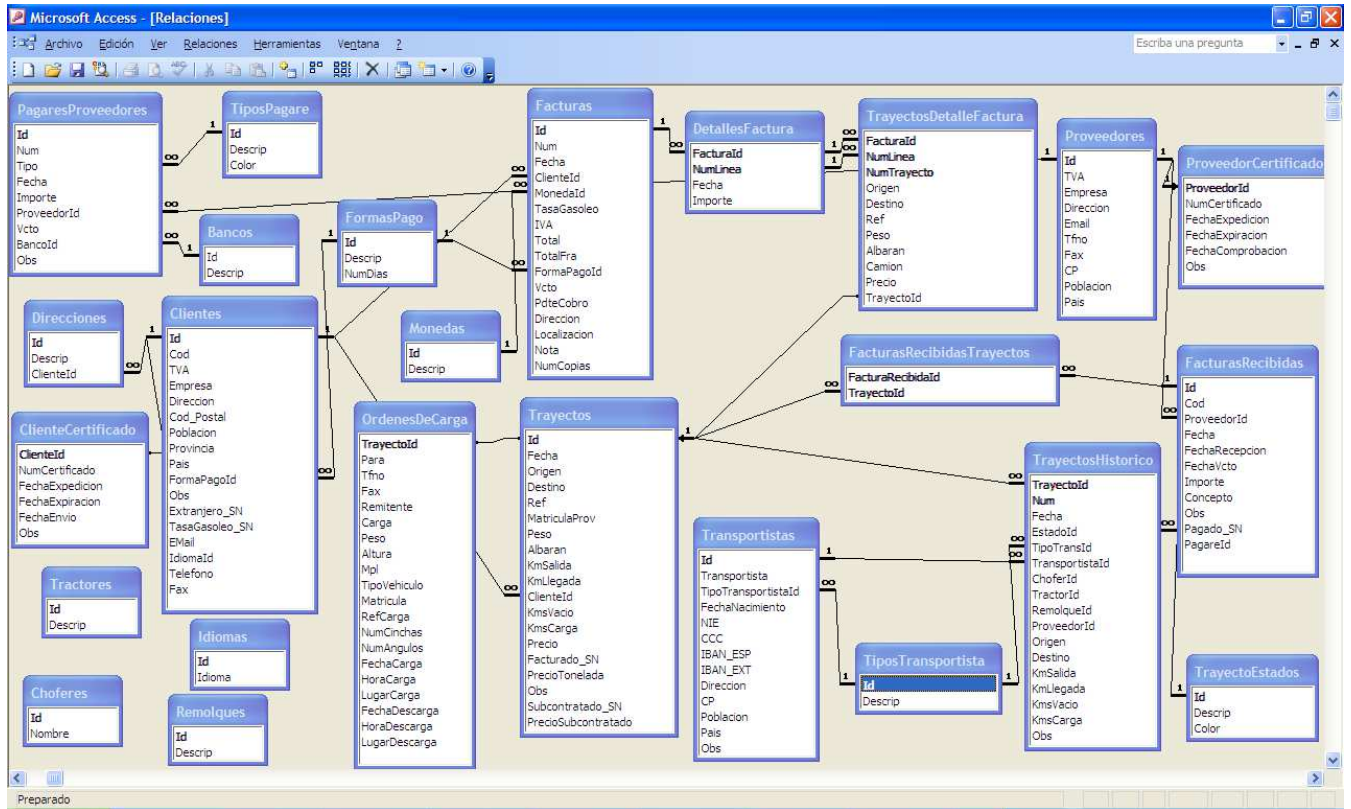 Microsoft Access - [Relaciones]
Archivo Edición Ver Relaciones Herramientas Ventana ?
Escriba una pregunta
PagaresProveedores
Id
Num
Tipo
Fecha
Importe
ProveedorId
Vcto
BancoId
Obs
TiposPagare
Id
Descrip
Color
Bancos
Id
Descrip
FormasPago
Id
Descrip
NumDias
Facturas
Id
Num
Fecha
ClienteId
MonedaId
TasaGasoleo
IVA
Total
TotalFra
FormaPagoId
Vcto
PdteCobro
Direccion
Localizacion
Nota
NumCopias
DetallesFactura
FacturaId
NumLinea
Fecha
Importe
TrayectosDetalleFactura
FacturaId
NumLinea
NumTrayecto
Origen
Destino
Ref
Peso
Albaran
Camion
Precio
TrayectoId
Proveedores
Id
TVA
Empresa
Direccion
Email
Tfno
Fax
CP
Poblacion
Pais
ProveedorCertificado
ProveedorId
NumCertificado
FechaExpedicion
FechaExpiracion
FechaComprobacion
Obs
Direcciones
Id
Descrip
ClienteId
Clientes
Id
Cod
TVA
Empresa
Direccion
Cod_Postal
Poblacion
Provincia
Pais
FormaPagoId
Obs
Extranjero_SN
TasaGasoleo_SN
EMail
IdiomaId
Telefono
Fax
Monedas
Id
Descrip
FacturasRecibidasTrayectos
FacturaRecibidaId
TrayectoId
FacturasRecibidas
Id
Cod
ProveedorId
Fecha
FechaRecepcion
FechaVcto
Importe
Concepto
Obs
Pagado_SN
PagareId
ClienteCertificado
ClienteId
NumCertificado
FechaExpedicion
FechaExpiracion
FechaEnvio
Obs
OrdenesDeCarga
TrayectoId
Para
Tfno
Fax
Remitente
Carga
Peso
Altura
Mpl
TipoVehiculo
Matricula
RefCarga
NumCinchas
NumAngulos
FechaCarga
HoraCarga
LugarCarga
FechaDescarga
HoraDescarga
LugarDescarga
Trayectos
Id
Fecha
Origen
Destino
Ref
MatriculaProv
Peso
Albaran
KmSalida
KmLlegada
ClienteId
KmsVacio
KmsCarga
Precio
Facturado_SN
PrecioTonelada
Obs
Subcontratado_SN
PrecioSubcontratado
TrayectosHistorico
TrayectoId
Num
Fecha
EstadoId
TipoTransId
TransportistaId
ChoferId
TractorId
RemolqueId
ProveedorId
Origen
Destino
KmSalida
KmLlegada
KmsVacio
KmsCarga
Obs
Transportistas
Id
Transportista
TipoTransportistaId
FechaNacimiento
NIE
CCC
IBAN_ESP
IBAN_EXT
Direccion
CP
Poblacion
Pais
Obs
Tractores
Id
Descrip
Idiomas
Id
Idioma
TiposTransportista
Id
Descrip
TrayectoEstados
Id
Descrip
Color
Choferes
Id
Nombre
Remolques
Id
Descrip
Preparado